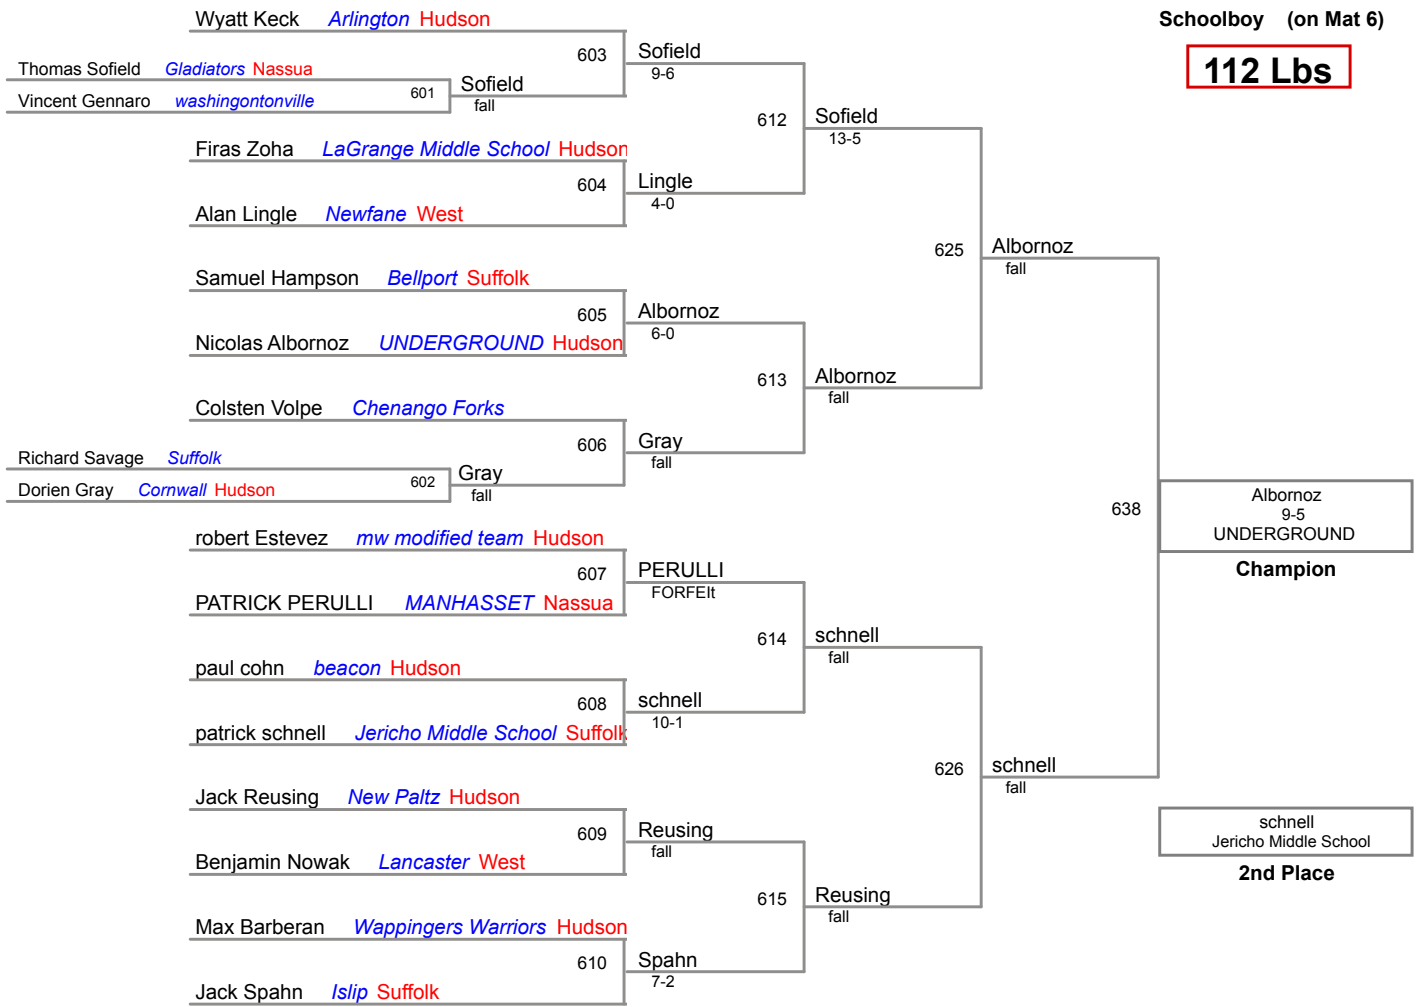 Wyatt Keck Arlington Hudson
Schoolboy (on Mat 6)
112 Lbs
603 Sofield
9-6
Thomas Sofield Gladiators Nassua
601 Sofield
fall
Vincent Gennaro washingontonville
612 Sofield
13-5
Firas Zoha LaGrange Middle School Hudson
604 Lingle
4-0
Alan Lingle Newfane West
625 Albornoz
fall
Samuel Hampson Bellport Suffolk
605 Albornoz
6-0
Nicolas Albornoz UNDERGROUND Hudson
613 Albornoz
fall
Colsten Volpe Chenango Forks
606 Gray
fall
Richard Savage Suffolk
602 Gray
fall
Dorien Gray Cornwall Hudson
638 Albornoz
9-5
UNDERGROUND
Champion
robert Estevez mw modified team Hudson
607 PERULLI
FORFEIt
PATRICK PERULLI MANHASSET Nassua
614 schnell
fall
paul cohn beacon Hudson
608 schnell
10-1
patrick schnell Jericho Middle School Suffolk
626 schnell
fall
Jack Reusing New Paltz Hudson
609 Reusing
fall
Benjamin Nowak Lancaster West
schnell
Jericho Middle School
2nd Place
615 Reusing
fall
Max Barberan Wappingers Warriors Hudson
610 Spahn
7-2
Jack Spahn Islip Suffolk